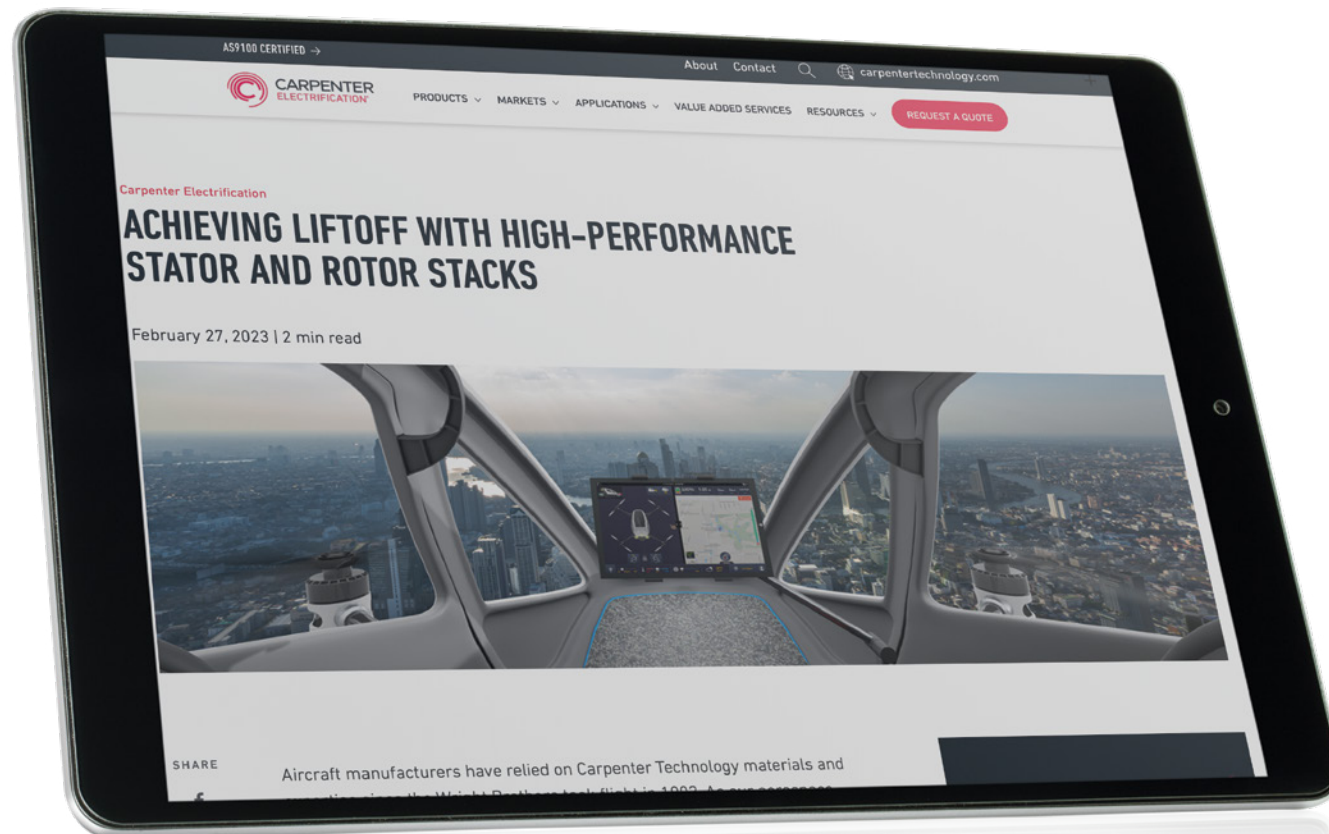 AS9100 CERTIFIED →
About Contact carpentertechnology.com
CARPENTER
ELECTRIFICATION
PRODUCTS MARKETS APPLICATIONS VALUE ADDED SERVICES RESOURCES REQUEST A QUOTE
Carpenter Electrification
ACHIEVING LIFTOFF WITH HIGH-PERFORMANCE
STATOR AND ROTOR STACKS
February 27, 2023 | 2 min read
SHARE
Aircraft manufacturers have relied on Carpenter Technology materials and